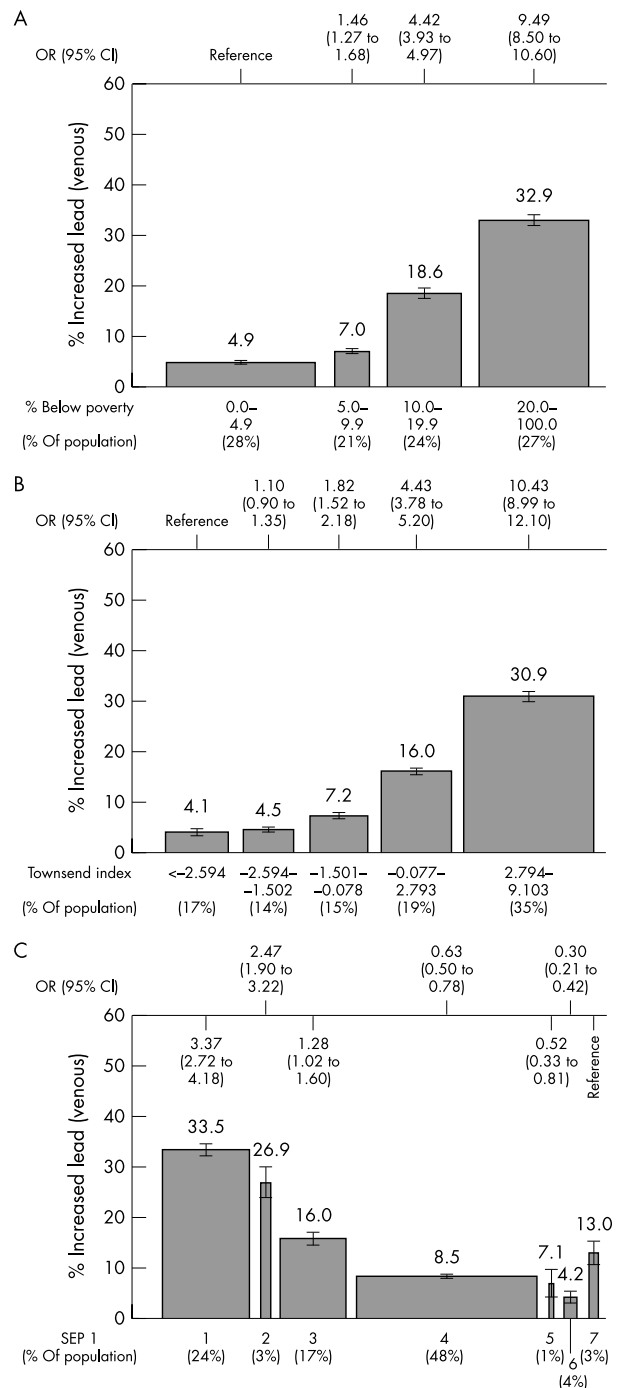 A
1.46 4.42 9.49
(1.27 to (3.93 to (8.50 to
OR (95% CI) Reference 1.68) 4.97) 10.60)
60
50
40
30
20
10
0
% Increased lead (venous)
4.9
7.0
18.6
32.9
% Below poverty 0.0– 5.0– 10.0– 20.0–
4.9 9.9 19.9 100.0
(% Of population) (28%) (21%) (24%) (27%)
B
1.10 1.82 4.43 10.43
(0.90 to (1.52 to (3.78 to (8.99 to
OR (95% CI) Reference 1.35) 2.18) 5.20) 12.10)
60
50
40
30
20
10
0
% Increased lead (venous)
4.1
4.5
7.2
16.0
30.9
Townsend index <–2.594 –2.594– –1.501– –0.077– 2.794–
–1.502 –0.078 2.793 9.103
(% Of population) (17%) (14%) (15%) (19%) (35%)
C
2.47 0.63 0.30
(1.90 to (0.50 to (0.21 to
OR (95% CI) 3.22) 0.78) 0.42)
60
50
40
30
20
10
0
% Increased lead (venous)
3.37 1.28 0.52
(2.72 to (1.02 to (0.33 to
4.18) 1.60) 0.81)
Reference
33.5
26.9
16.0
8.5
7.1
4.2
13.0
SEP 1 1 2 3 4 5 7
(% Of population) (24%) (3%) (17%) (48%) (1%) 6 (3%)
(4%)